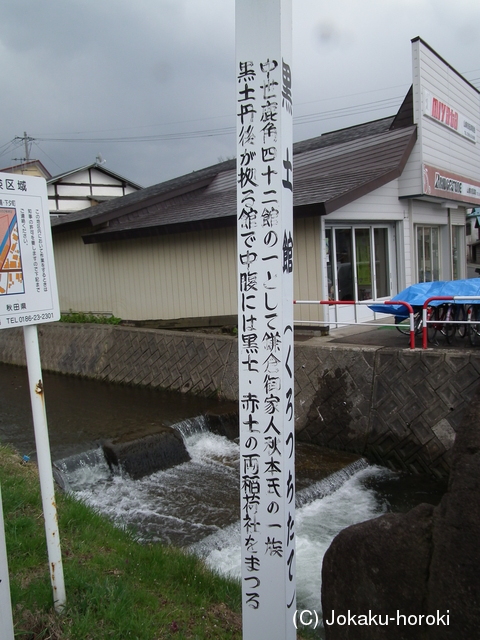 黒土館(くろつちだて)
中世鹿角四十二館の一として鎌倉御家人秋本氏の一族
黒土丹後が拠る館で中腹には黒土・赤土の両稲荷社をまつる
区域
秋田県
TEL 0186-23-2301
MIYATA
(C) Jokaku-horoki